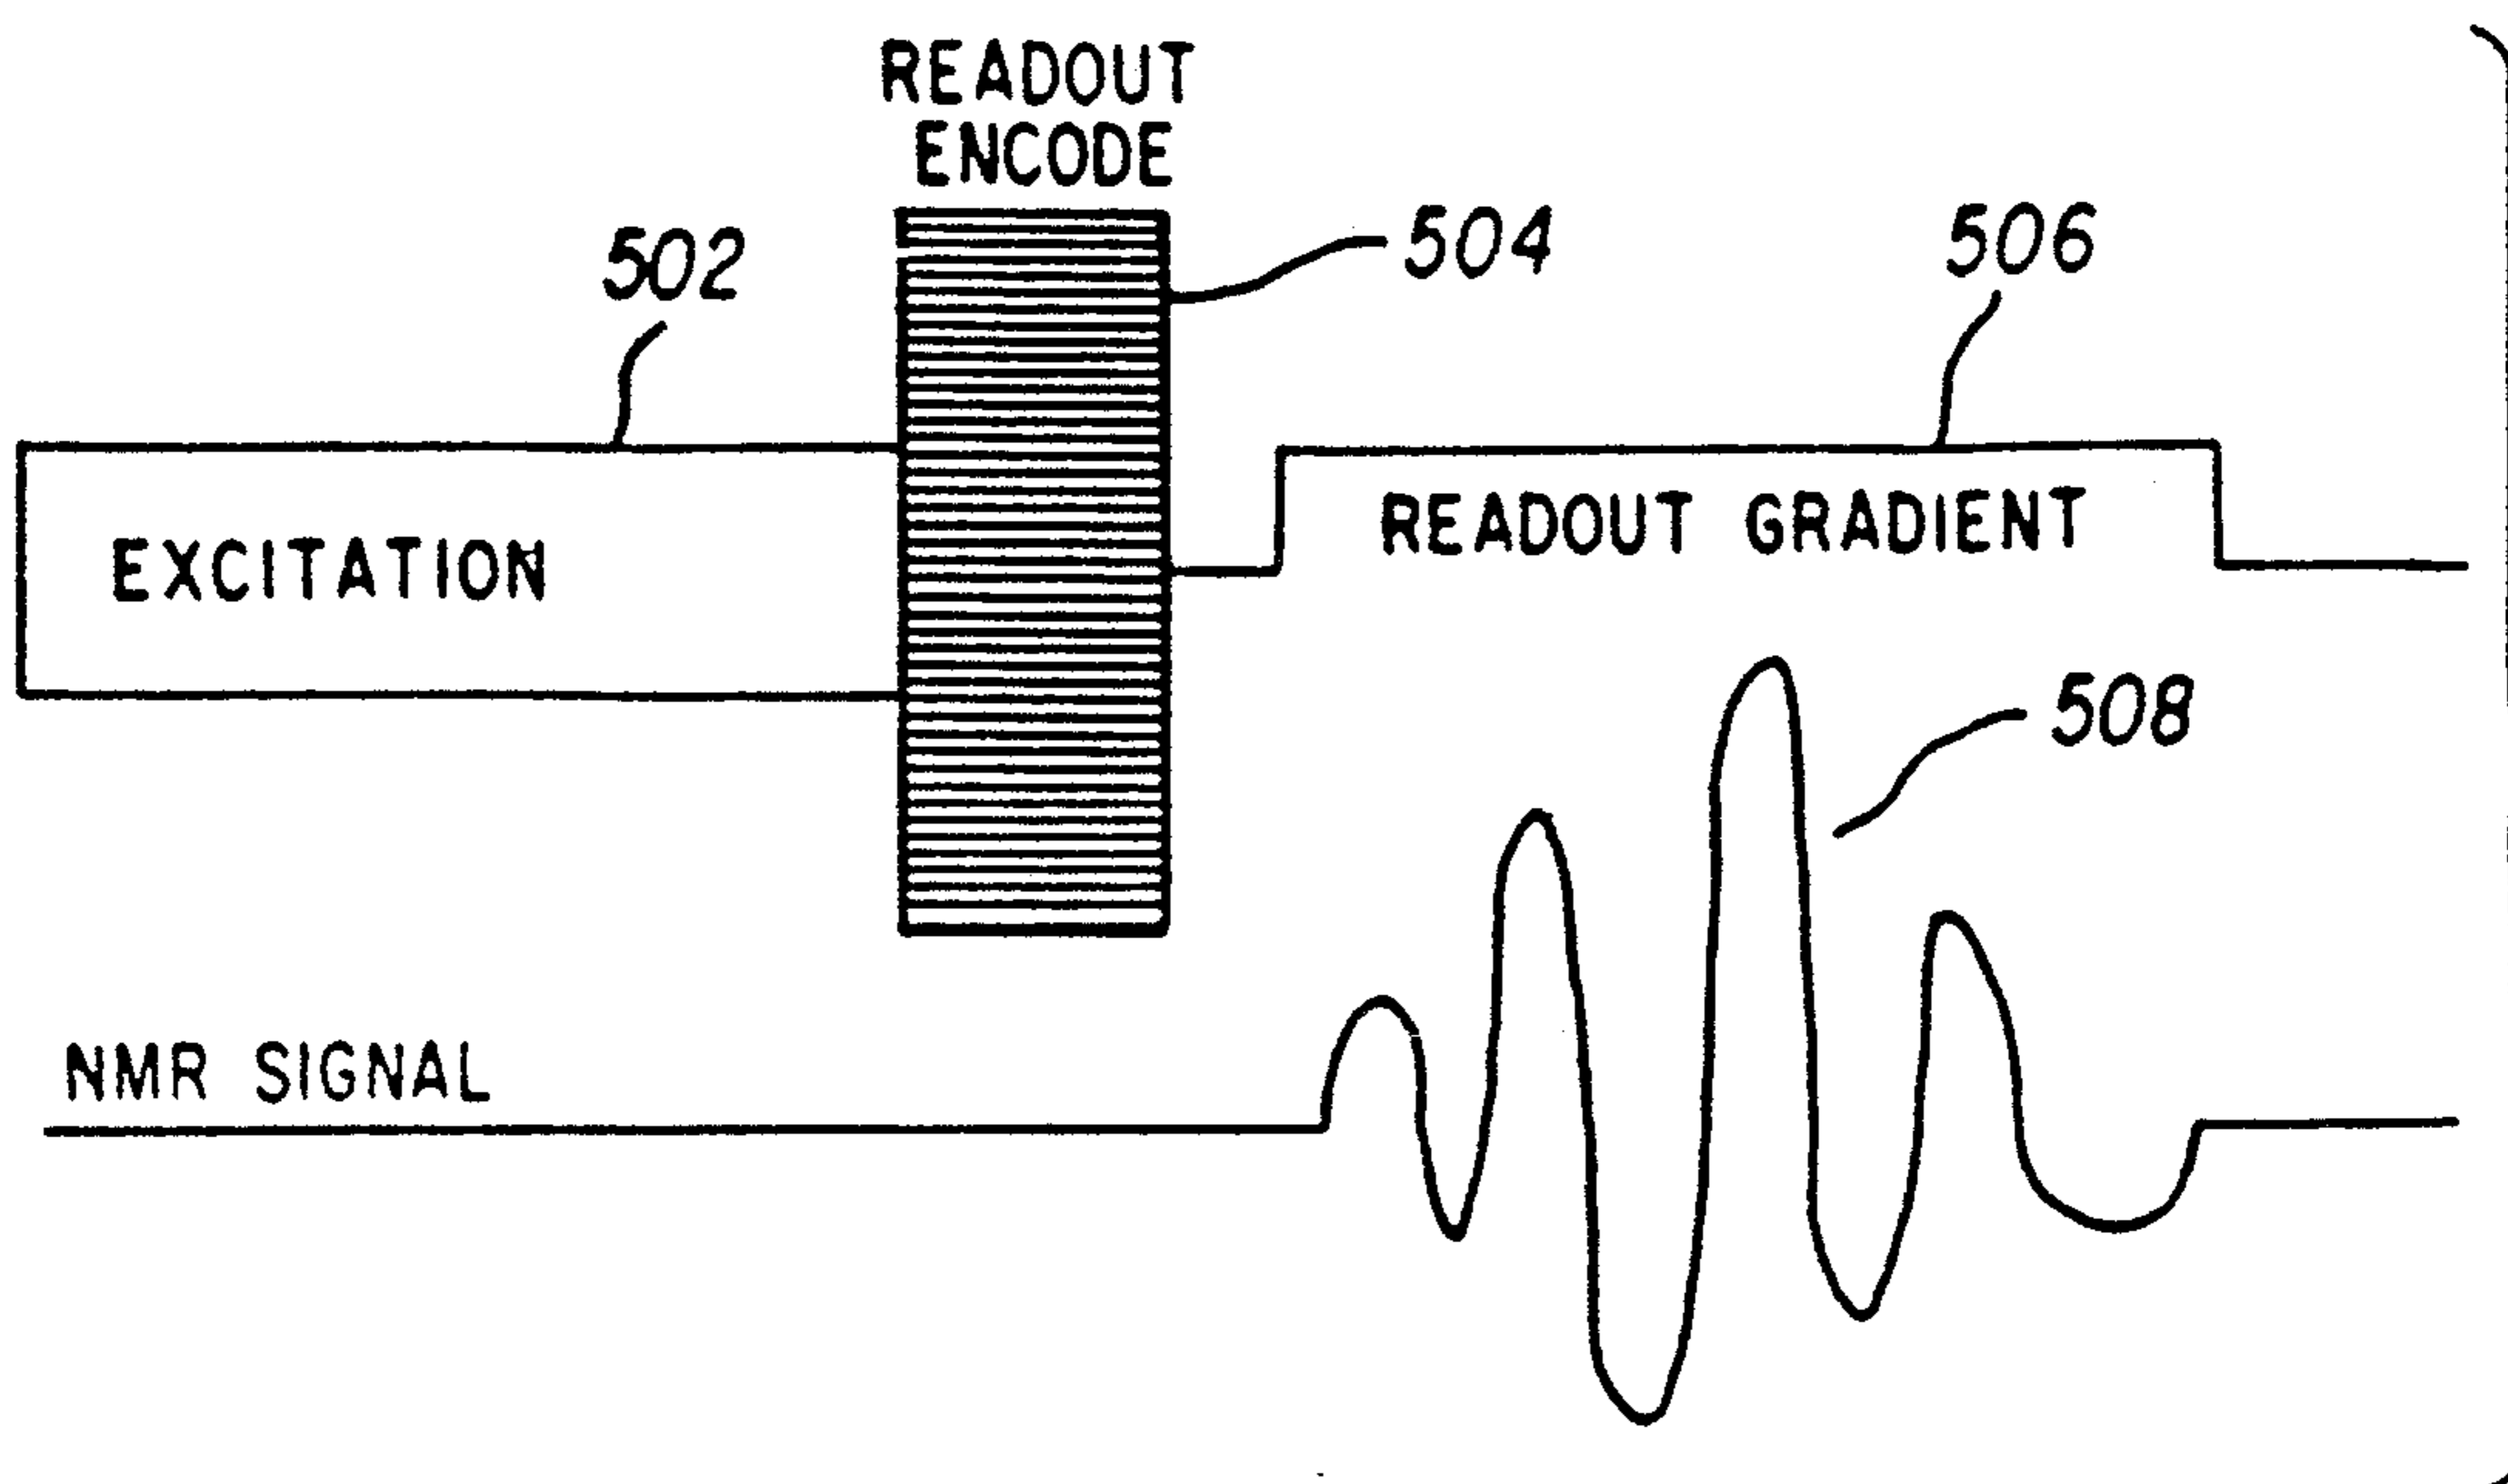 READOUT
ENCODE
502
504
506
EXCITATION
READOUT GRADIENT
508
NMR SIGNAL